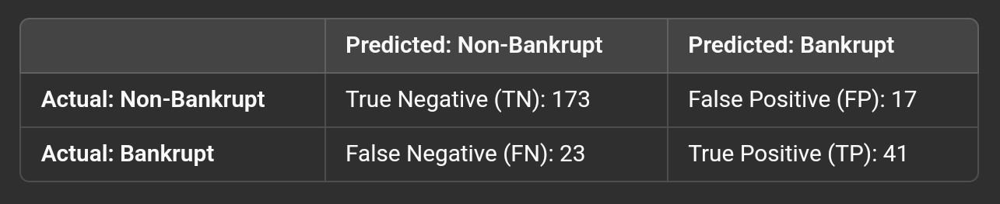 Predicted: Non-Bankrupt Predicted: Bankrupt
Actual: Non-Bankrupt True Negative (TN): 173 False Positive (FP): 17
Actual: Bankrupt False Negative (FN): 23 True Positive (TP): 41